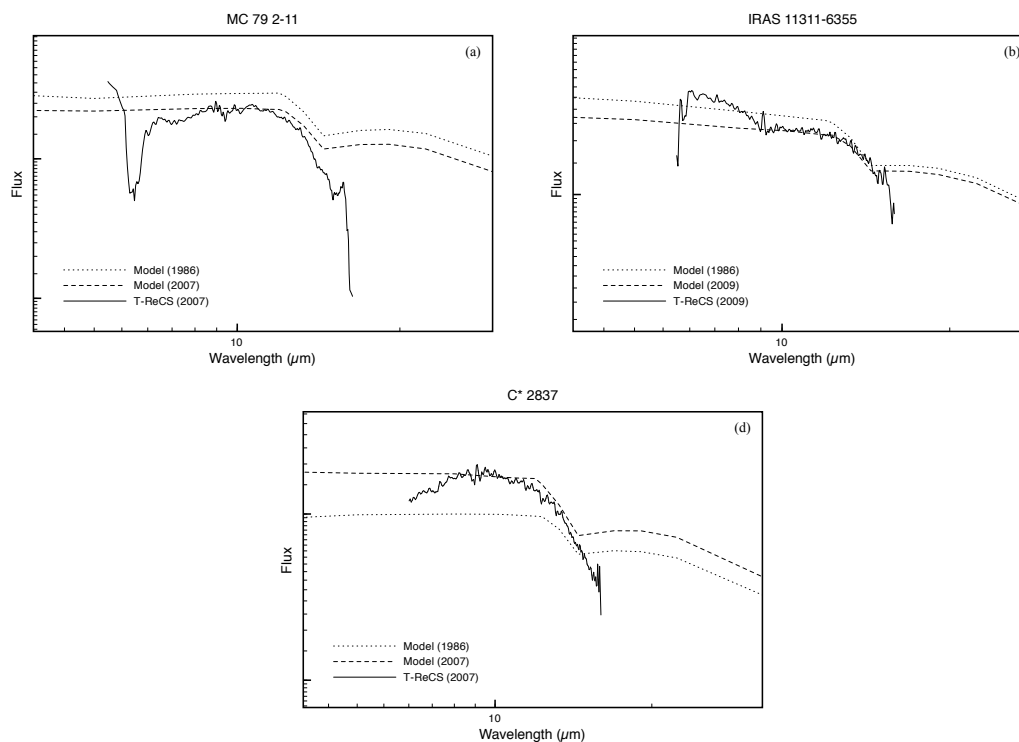 MC 79 2-11
(a)
Flux
Model (1986)
Model (2007)
T-ReCS (2007)
10
Wavelength (µm)
IRAS 11311-6355
(b)
Flux
Model (1986)
Model (2009)
T-ReCS (2009)
10
Wavelength (µm)
C* 2837
(d)
Flux
Model (1986)
Model (2007)
T-ReCS (2007)
10
Wavelength (µm)